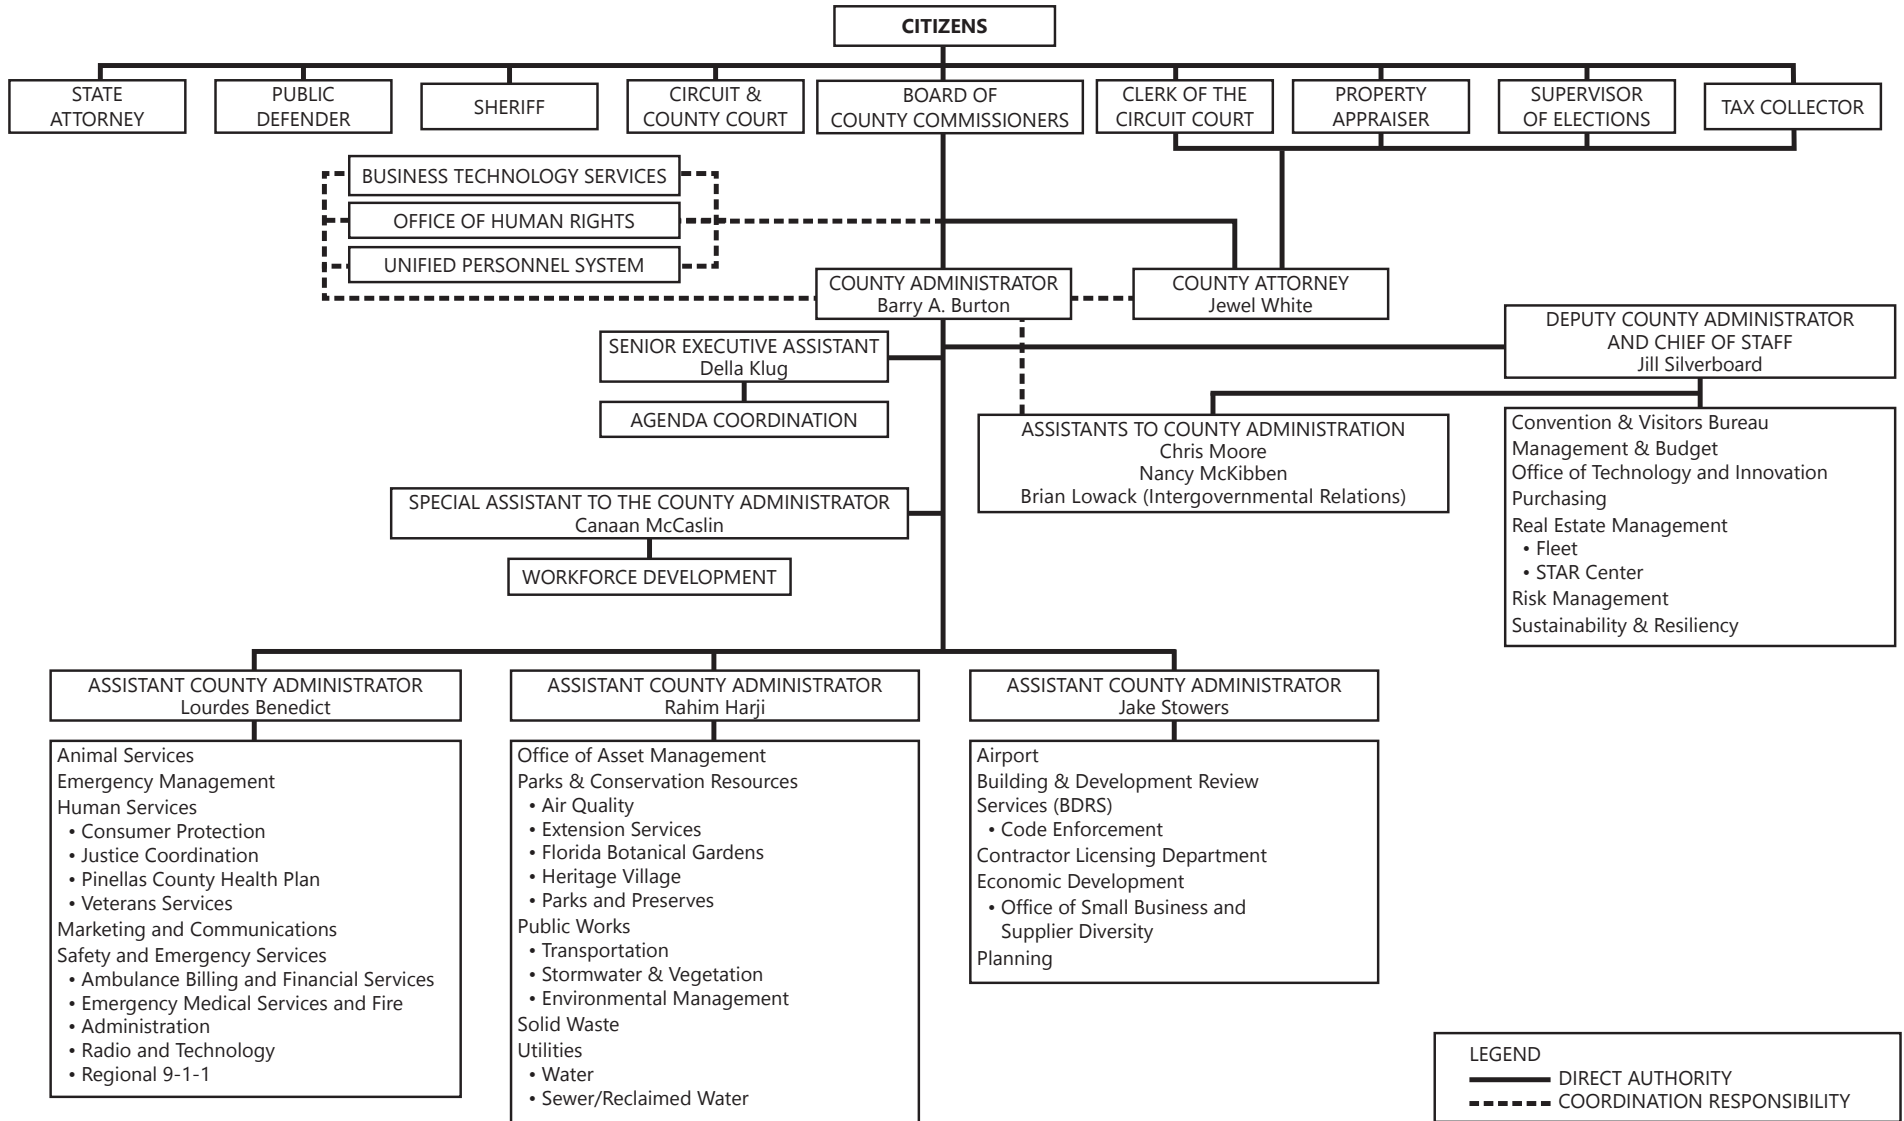 CITIZENS
STATE
ATTORNEY
PUBLIC
DEFENDER
SHERIFF
CIRCUIT &
COUNTY COURT
BOARD OF
COUNTY COMMISSIONERS
CLERK OF THE
CIRCUIT COURT
PROPERTY
APPRAISER
SUPERVISOR
OF ELECTIONS
TAX COLLECTOR
BUSINESS TECHNOLOGY SERVICES
OFFICE OF HUMAN RIGHTS
UNIFIED PERSONNEL SYSTEM
COUNTY ADMINISTRATOR
Barry A. Burton
COUNTY ATTORNEY
Jewel White
DEPUTY COUNTY ADMINISTRATOR
AND CHIEF OF STAFF
Jill Silverboard
SENIOR EXECUTIVE ASSISTANT
Della Klug
AGENDA COORDINATION
ASSISTANTS TO COUNTY ADMINISTRATION
Chris Moore
Nancy McKibben
Brian Lowack (Intergovernmental Relations)
Convention & Visitors Bureau
Management & Budget
Office of Technology and Innovation
Purchasing
Real Estate Management
• Fleet
• STAR Center
Risk Management
Sustainability & Resiliency
SPECIAL ASSISTANT TO THE COUNTY ADMINISTRATOR
Canaan McCaslin
WORKFORCE DEVELOPMENT
ASSISTANT COUNTY ADMINISTRATOR
Lourdes Benedict
Animal Services
Emergency Management
Human Services
• Consumer Protection
• Justice Coordination
• Pinellas County Health Plan
• Veterans Services
Marketing and Communications
Safety and Emergency Services
• Ambulance Billing and Financial Services
• Emergency Medical Services and Fire
• Administration
• Radio and Technology
• Regional 9-1-1
ASSISTANT COUNTY ADMINISTRATOR
Rahim Harji
Office of Asset Management
Parks & Conservation Resources
• Air Quality
• Extension Services
• Florida Botanical Gardens
• Heritage Village
• Parks and Preserves
Public Works
• Transportation
• Stormwater & Vegetation
• Environmental Management
Solid Waste
Utilities
• Water
• Sewer/Reclaimed Water
ASSISTANT COUNTY ADMINISTRATOR
Jake Stowers
Airport
Building & Development Review
Services (BDRS)
• Code Enforcement
Contractor Licensing Department
Economic Development
• Office of Small Business and
Supplier Diversity
Planning
LEGEND
DIRECT AUTHORITY
COORDINATION RESPONSIBILITY